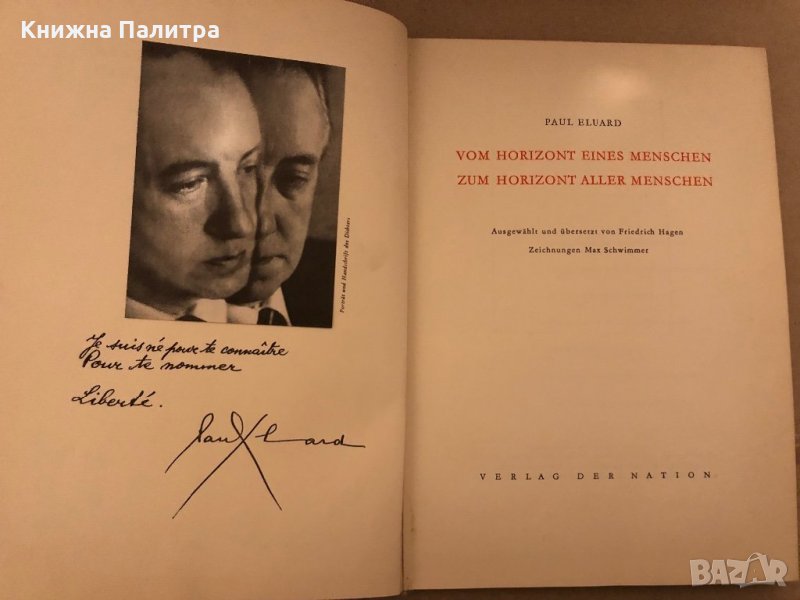 Книжна Палитра
Portrait und Handschrift des Dichters
Je suis né pour te connaître
Pour te nommer
Liberté.
Paul Eluard
PAUL ELUARD
VOM HORIZONT EINES MENSCHEN
ZUM HORIZONT ALLER MENSCHEN
Ausgewählt und übersetzt von Friedrich Hagen
Zeichnungen Max Schwimmer
VERLAG DER NATION
BAZAR